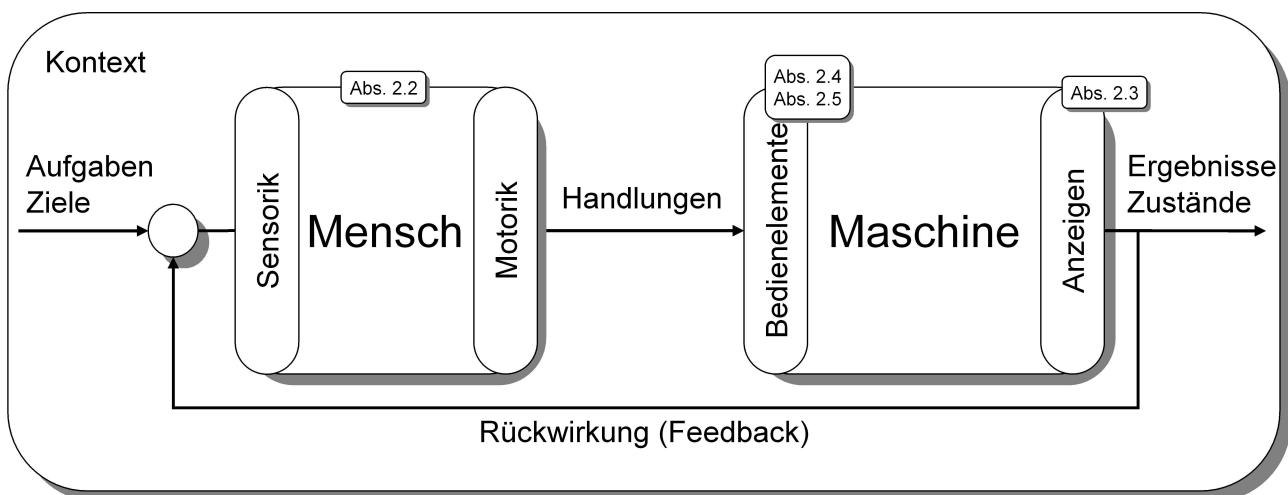 Kontext
Abs. 2.2
Abs. 2.4
Abs. 2.5
Abs. 2.3
Aufgaben
Ziele
Sensorik
Mensch
Motorik
Handlungen
Bedienelemente
Maschine
Anzeigen
Ergebnisse
Zustände
Rückwirkung (Feedback)